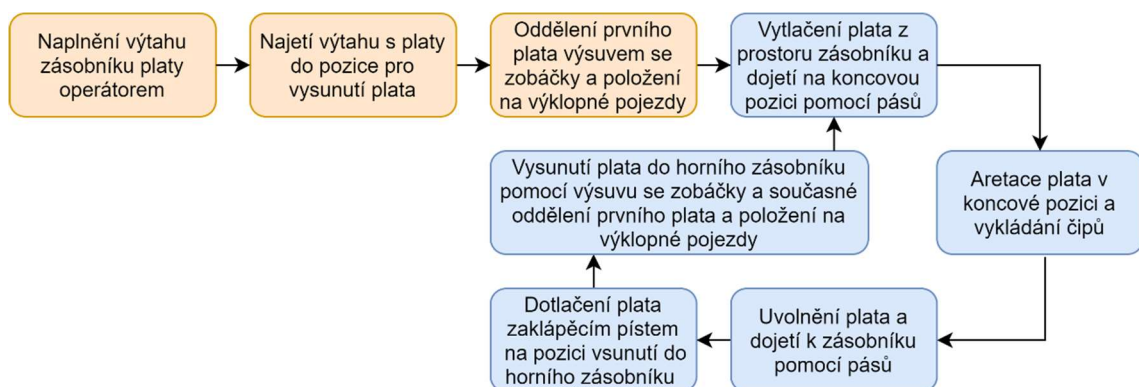 Naplnění výtahu
zásobníku platy
operátorem
Najetí výtahu s platy
do pozice pro
vysunutí plata
Oddělení prvního
plata výsuvem se
zobáčky a položení
na výklopné pojezdy
Vytlačení plata z
prostoru zásobníku a
dojetí na koncovou
pozici pomocí pásů
Aretace plata v
koncové pozici a
vykládání čipů
Uvolnění plata a
dojetí k zásobníku
pomocí pásů
Dotlačení plata
zaklápěcím pístem
na pozici vsunutí do
horního zásobníku
Vysunutí plata do horního zásobníku
pomocí výsuvu se zobáčky a současné
oddělení prvního plata a položení na
výklopné pojezdy